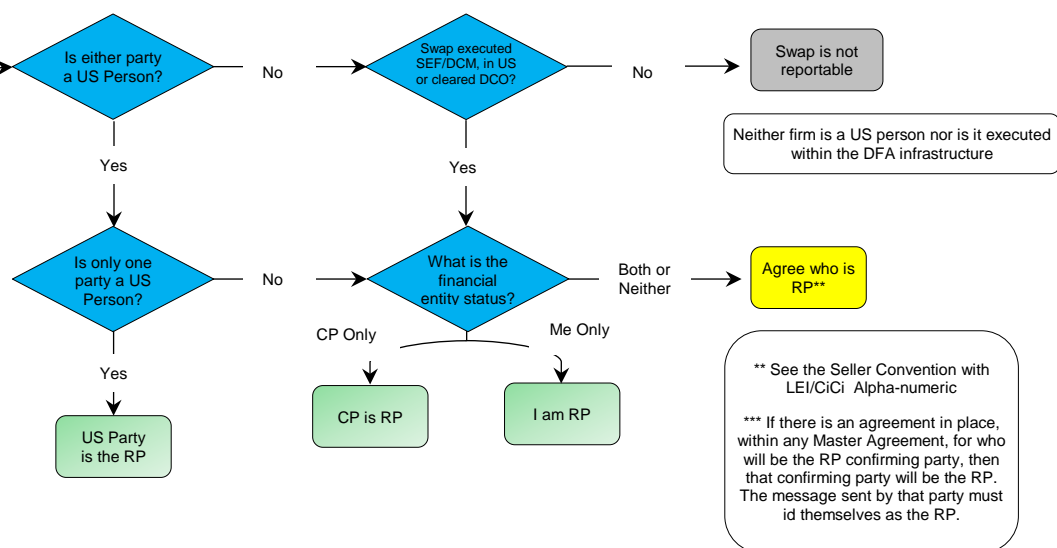 Is either party
a US Person?
No
Swap executed
SEF/DCM, in US
or cleared DCO?
No
Swap is not
reportable
Neither firm is a US person nor is it executed
within the DFA infrastructure
Yes
Yes
Is only one
party a US
Person?
No
What is the
financial
entity status?
Both or
Neither
Agree who is
RP**
CP Only
Me Only
Yes
US Party
is the RP
CP is RP
I am RP
** See the Seller Convention with
LEI/CiCi Alpha-numeric
*** If there is an agreement in place,
within any Master Agreement, for who
will be the RP confirming party, then
that confirming party will be the RP.
The message sent by that party must
id themselves as the RP.